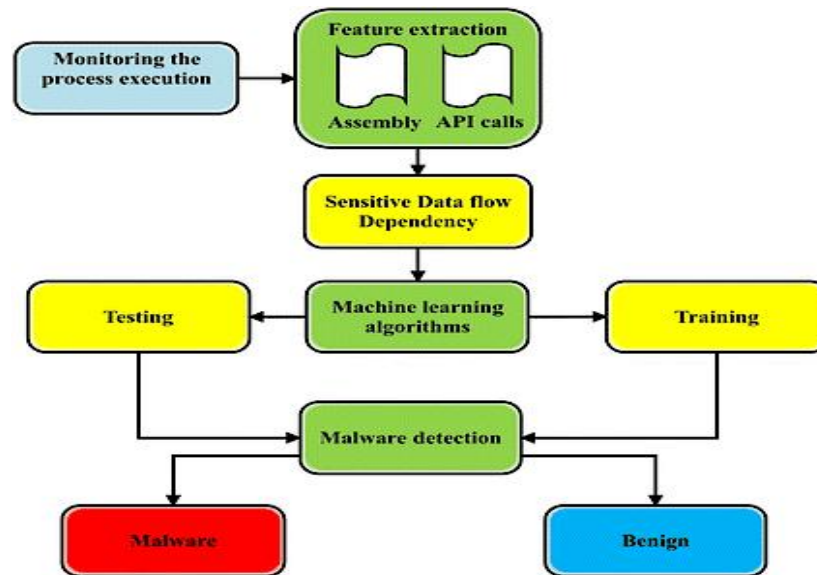 Feature extraction
Monitoring the
process execution
Assembly API calls
Sensitive Data flow
Dependency
Testing
Machine learning
algorithms
Training
Malware detection
Malware
Benign